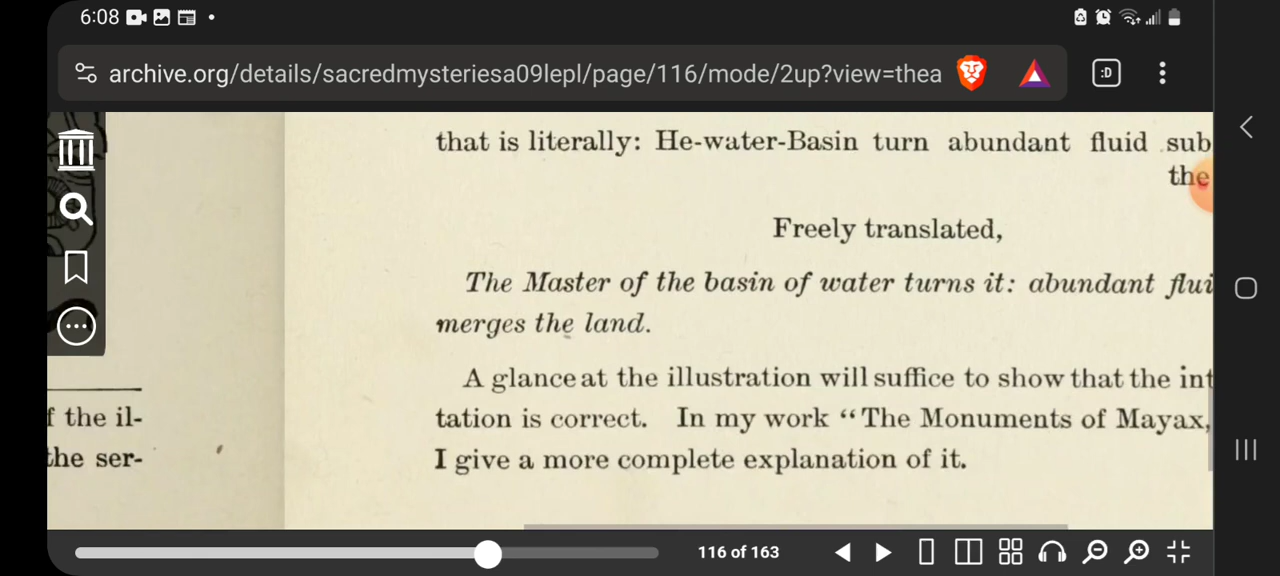 6:08
archive.org/details/sacredmysteriesa09lepl/page/116/mode/2up?view=thea
:D
that is literally: He-water-Basin turn abundant fluid sub
the
Freely translated,
The Master of the basin of water turns it: abundant flui
merges the land.
A glance at the illustration will suffice to show that the int
tation is correct. In my work “The Monuments of Mayax,
I give a more complete explanation of it.
f the il-
the ser-
116 of 163